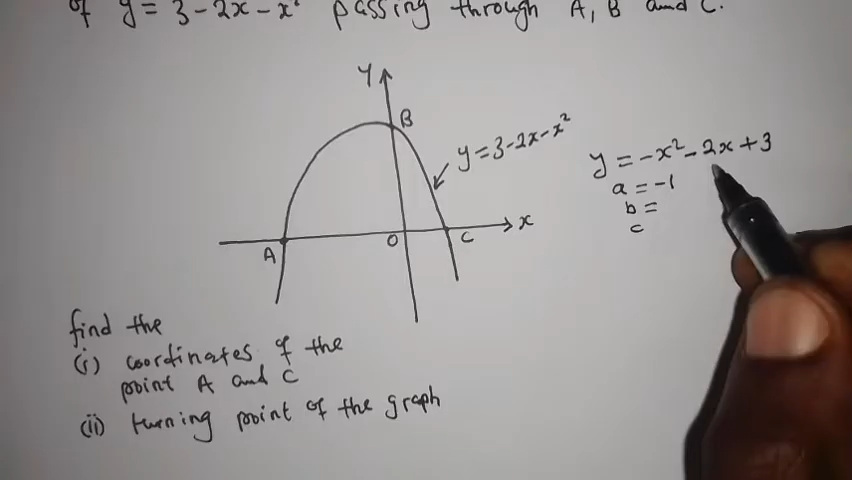 of y = 3 - 2x - x² passing through A, B and C.
y
B
y = 3 - 2x - x²
x
A
O
C
y = -x² - 2x + 3
a = -1
b =
c
find the
(i) coordinates of the
point A and C
(ii) turning point of the graph